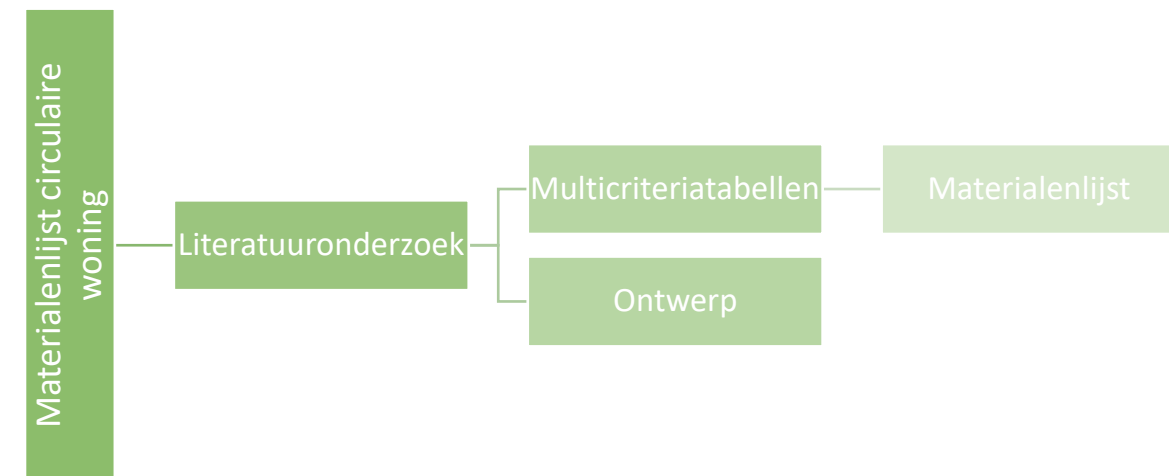 Materialenlijst circulaire
woning
Literatuuronderzoek
Multicriteriatabellen
Materialenlijst
Ontwerp